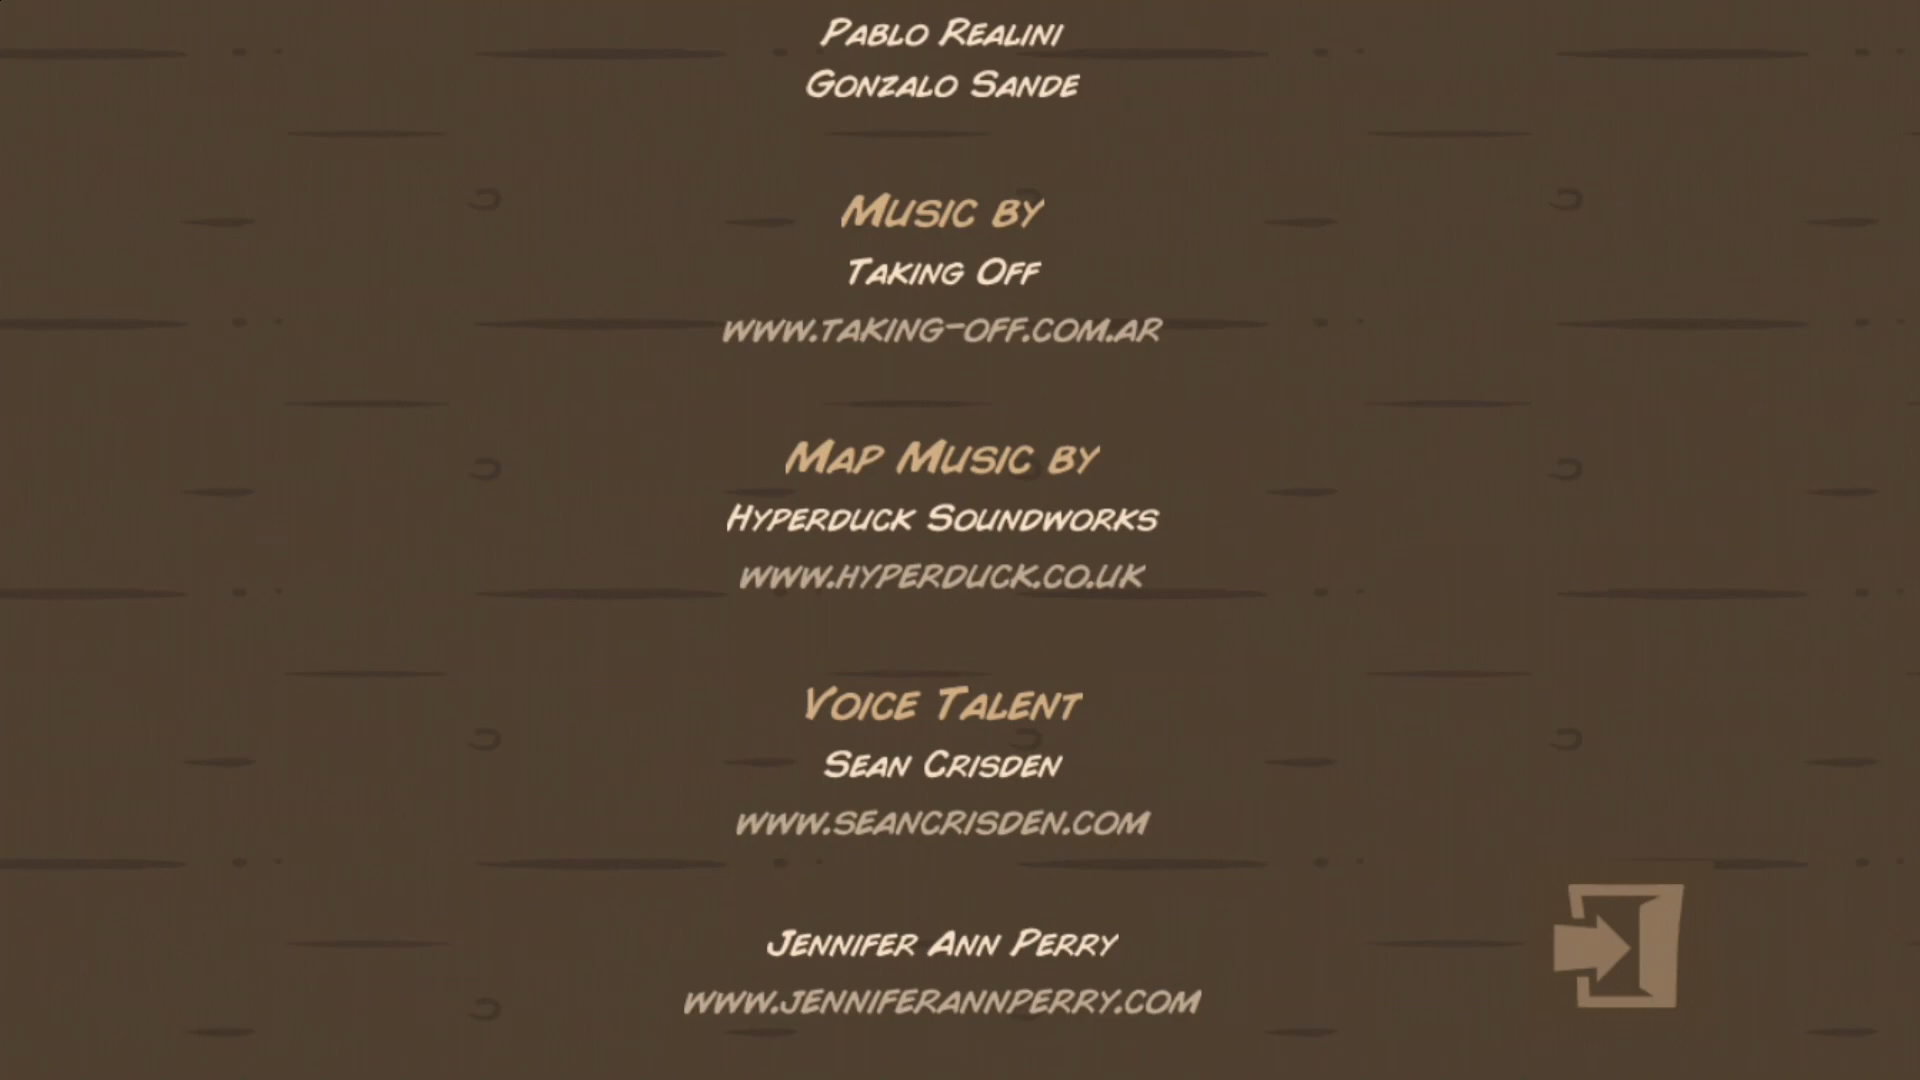 Pablo Realini
Gonzalo Sande
Music by
Taking Off
www.taking-off.com.ar
Map Music by
Hyperduck Soundworks
www.hyperduck.co.uk
Voice Talent
Sean Crisden
www.seancrisden.com
Jennifer Ann Perry
www.jenniferannperry.com